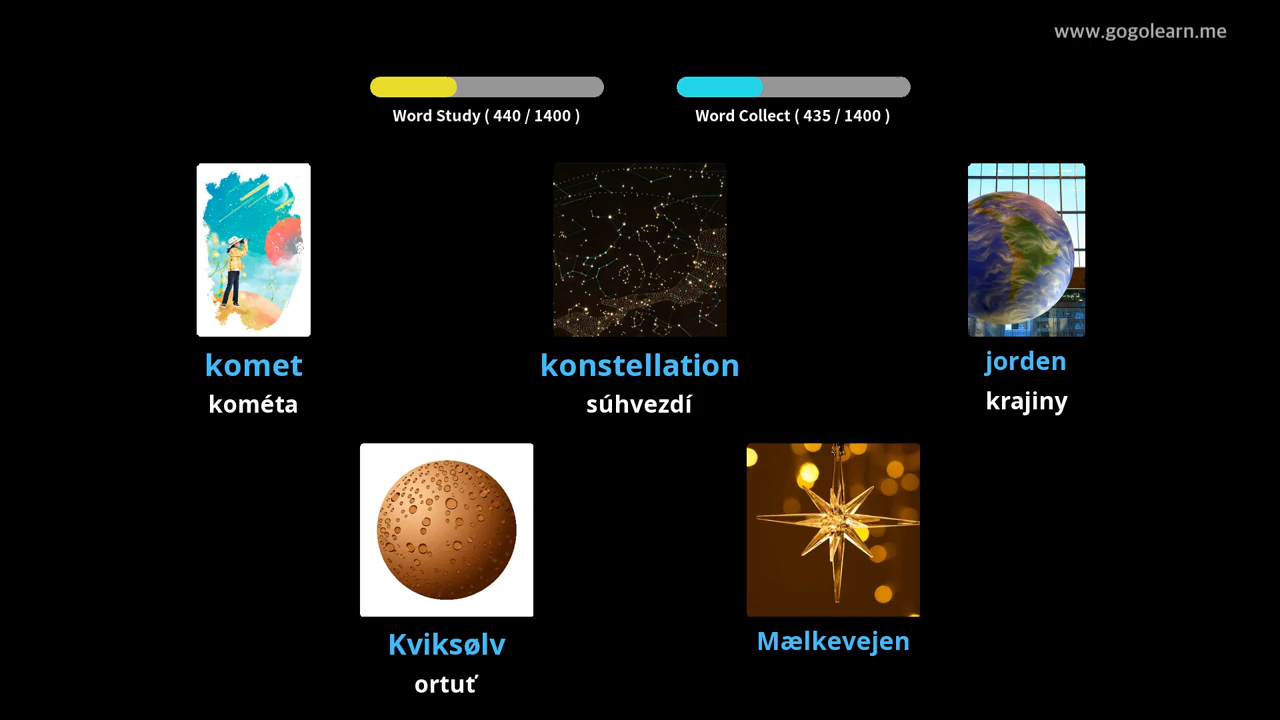 www.gogolearn.me
Word Study ( 440 / 1400 )
Word Collect ( 435 / 1400 )
komet
kométa
konstellation
súhvezdí
jorden
krajiny
Kviksølv
ortuť
Mælkevejen